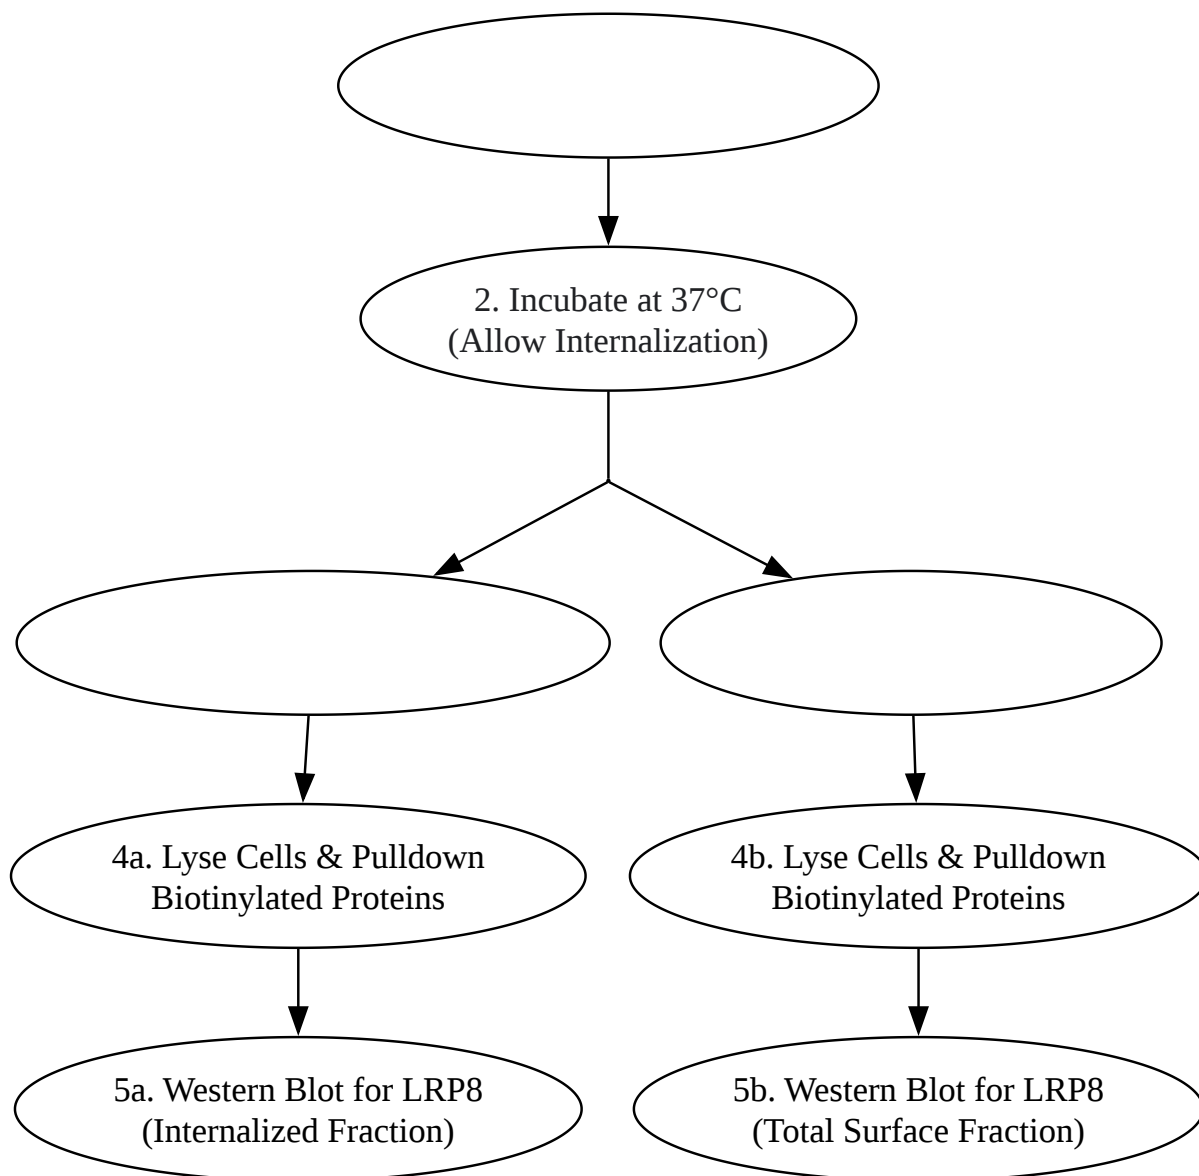 2. Incubate at 37°C
(Allow Internalization)
4a. Lyse Cells & Pulldown
Biotinylated Proteins
4b. Lyse Cells & Pulldown
Biotinylated Proteins
5a. Western Blot for LRP8
(Internalized Fraction)
5b. Western Blot for LRP8
(Total Surface Fraction)